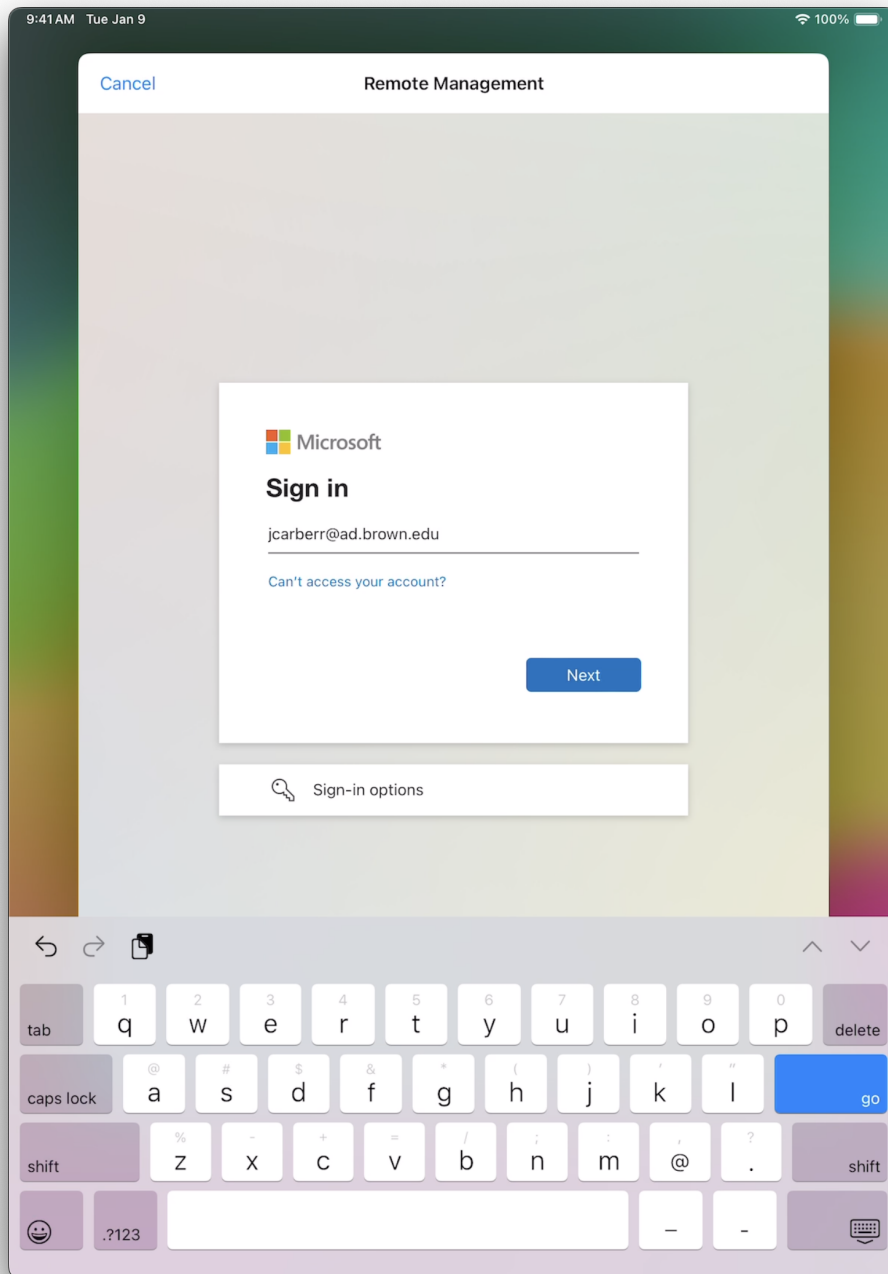 9:41 AM Tue Jan 9 100%
Cancel Remote Management
Microsoft
Sign in
jcarberr@ad.brown.edu
Can't access your account?
Next
Sign-in options
1 2 3 4 5 6 7 8 9 0
tab q w e r t y u i o p delete
@ # $ & * ( ) ' "
caps lock a s d f g h j k l go
% - + = / ; : , ?
shift z x c v b n m @ . shift
.?123 _ -